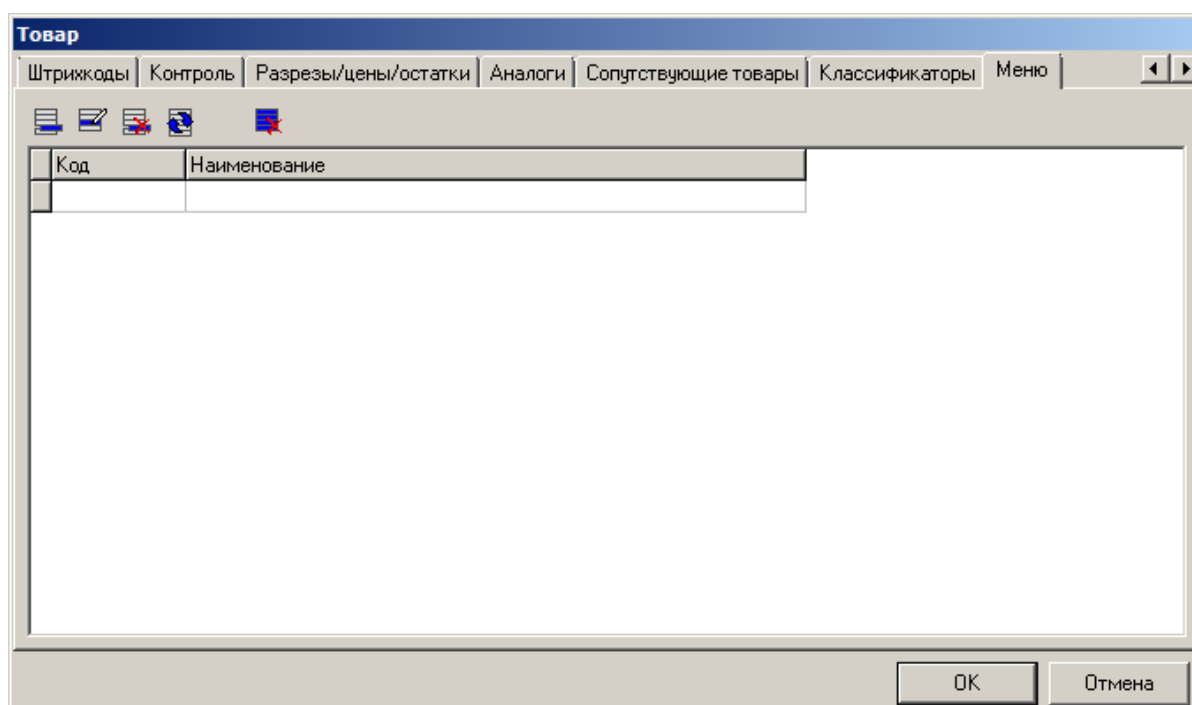 Товар
Штрихкоды Контроль Разрезы/цены/остатки Аналоги Сопутствующие товары Классификаторы Меню
Код Наименование
OK Отмена